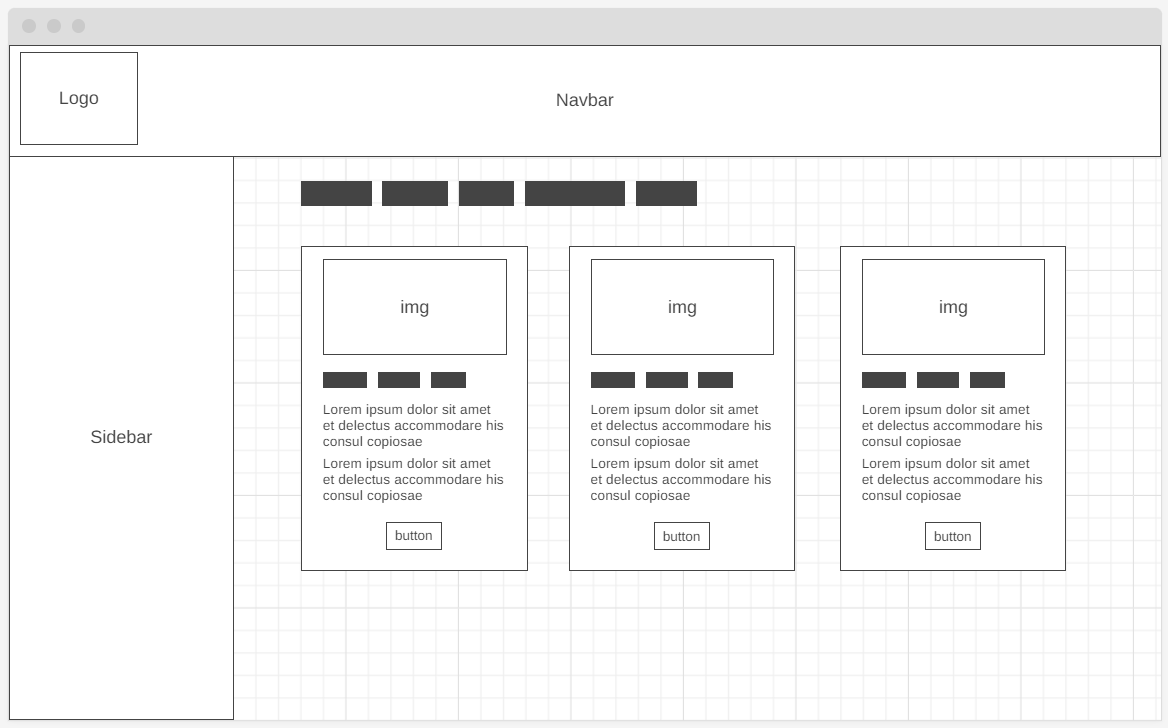 Logo
Navbar
Sidebar
img
Lorem ipsum dolor sit amet
et delectus accommodare his
consul copiosae
Lorem ipsum dolor sit amet
et delectus accommodare his
consul copiosae
button
img
Lorem ipsum dolor sit amet
et delectus accommodare his
consul copiosae
Lorem ipsum dolor sit amet
et delectus accommodare his
consul copiosae
button
img
Lorem ipsum dolor sit amet
et delectus accommodare his
consul copiosae
Lorem ipsum dolor sit amet
et delectus accommodare his
consul copiosae
button